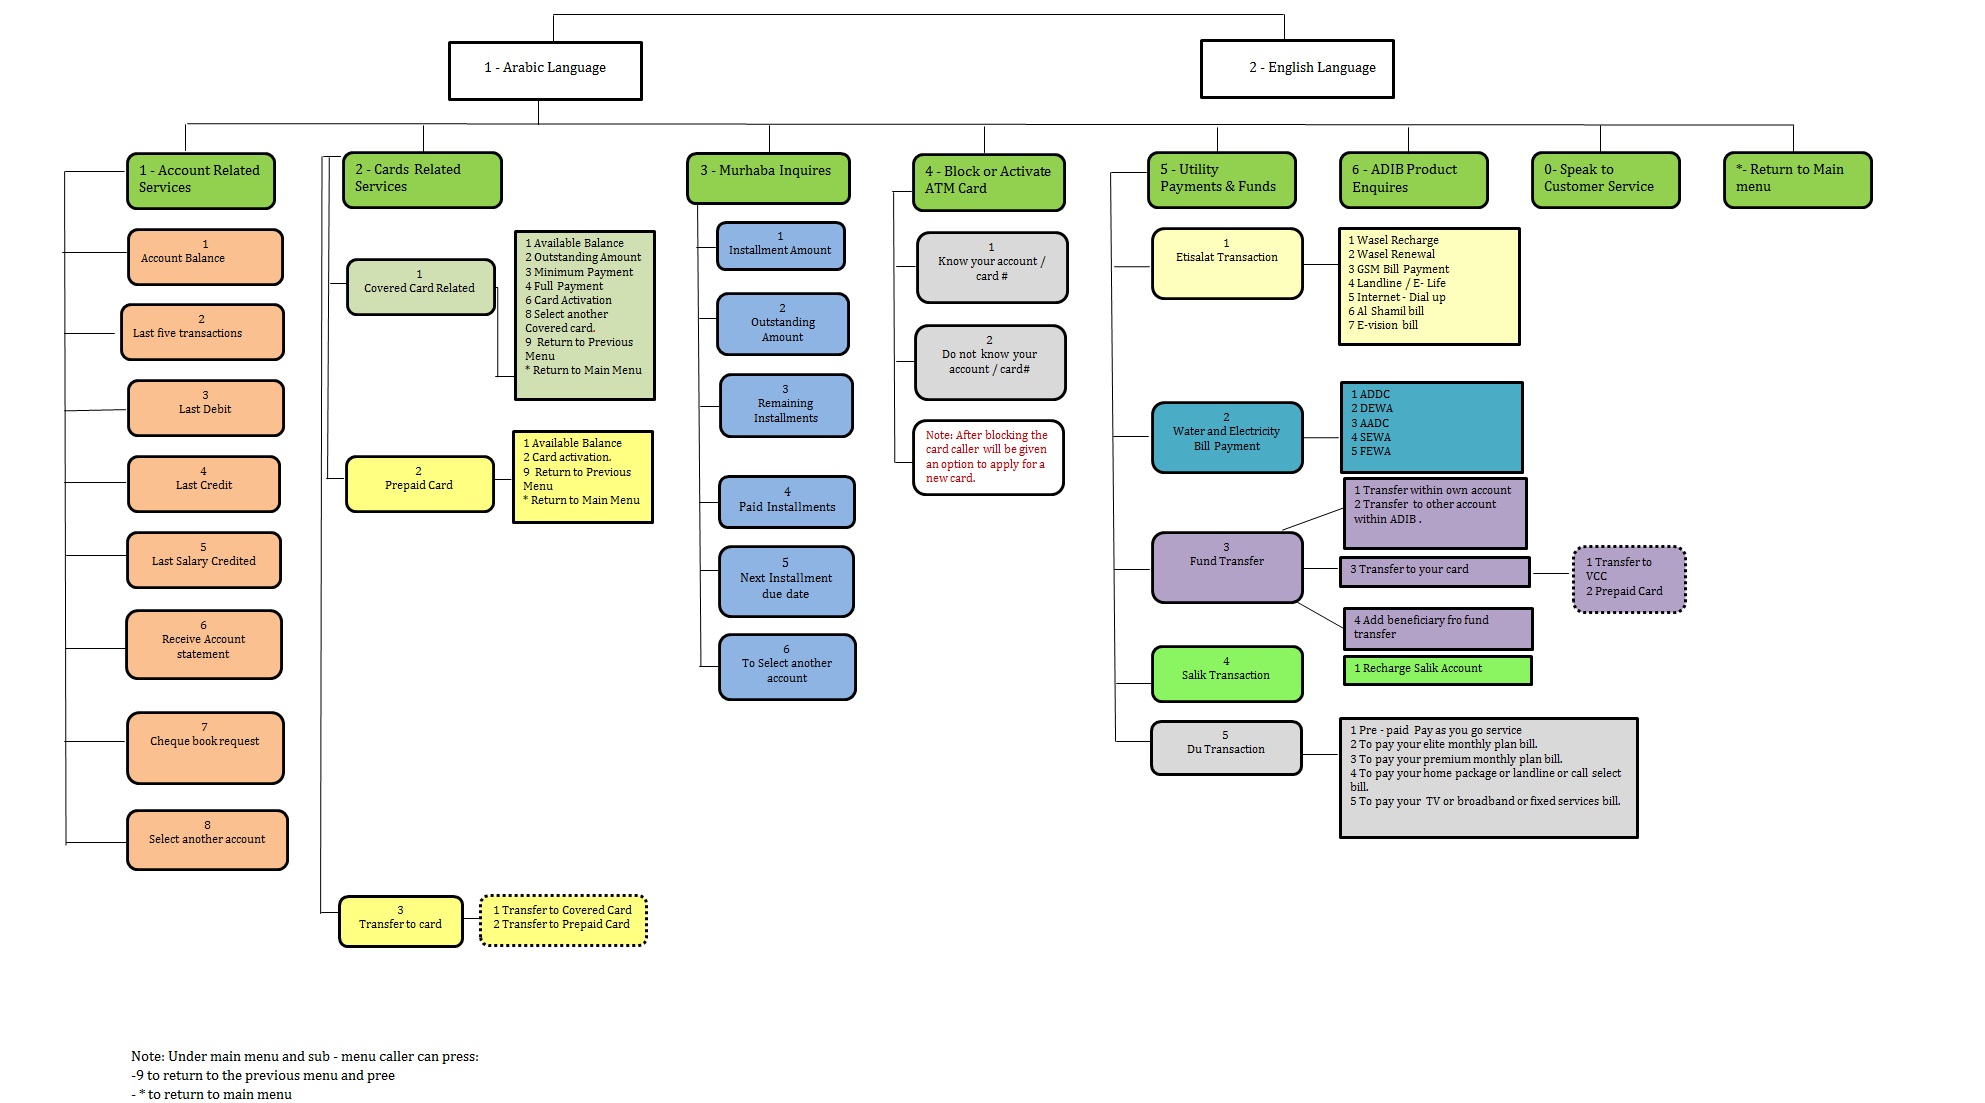 1 - Arabic Language
2 - English Language
1 - Account Related
Services
2 - Cards Related
Services
3 - Murhaba Inquires
4 - Block or Activate
ATM Card
5 - Utility
Payments & Funds
6 - ADIB Product
Enquires
0- Speak to
Customer Service
*- Return to Main
menu
1
Account Balance
2
Last five transactions
3
Last Debit
4
Last Credit
5
Last Salary Credited
6
Receive Account
statement
7
Cheque book request
8
Select another account
1
Covered Card Related
1 Available Balance
2 Outstanding Amount
3 Minimum Payment
4 Full Payment
6 Card Activation
8 Select another
Covered card.
9 Return to Previous
Menu
* Return to Main Menu
2
Prepaid Card
1 Available Balance
2 Card activation.
9 Return to Previous
Menu
* Return to Main Menu
3
Transfer to card
1 Transfer to Covered Card
2 Transfer to Prepaid Card
1
Installment Amount
2
Outstanding
Amount
3
Remaining
Installments
4
Paid Installments
5
Next Installment
due date
6
To Select another
account
1
Know your account /
card #
2
Do not know your
account / card#
Note: After blocking the
card caller will be given
an option to apply for a
new card.
1
Etisalat Transaction
1 Wasel Recharge
2 Wasel Renewal
3 GSM Bill Payment
4 Landline / E- Life
5 Internet - Dial up
6 Al Shamil bill
7 E-vision bill
2
Water and Electricity
Bill Payment
1 ADDC
2 DEWA
3 AADC
4 SEWA
5 FEWA
3
Fund Transfer
1 Transfer within own account
2 Transfer to other account
within ADIB .
3 Transfer to your card
1 Transfer to
VCC
2 Prepaid Card
4 Add beneficiary fro fund
transfer
4
Salik Transaction
1 Recharge Salik Account
5
Du Transaction
1 Pre - paid Pay as you go service
2 To pay your elite monthly plan bill.
3 To pay your premium monthly plan bill.
4 To pay your home package or landline or call select
bill.
5 To pay your TV or broadband or fixed services bill.
Note: Under main menu and sub - menu caller can press:
-9 to return to the previous menu and pree
- * to return to main menu